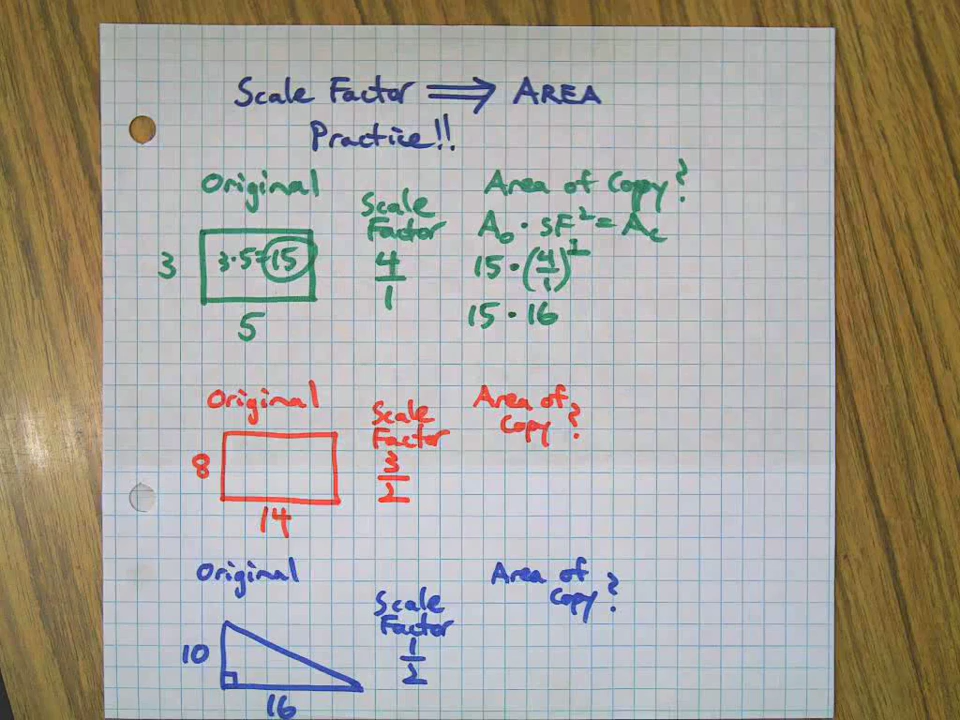 Scale Factor ⟹ AREA
Practice!!
Original
3
3·5=15
5
Scale
Factor
4/1
Area of Copy?
A₀ · SF² = A꜀
15 · (4/1)²
15 · 16
Original
8
14
Scale
Factor
3/2
Area of
Copy?
Original
10
16
Scale
Factor
1/2
Area of
Copy?